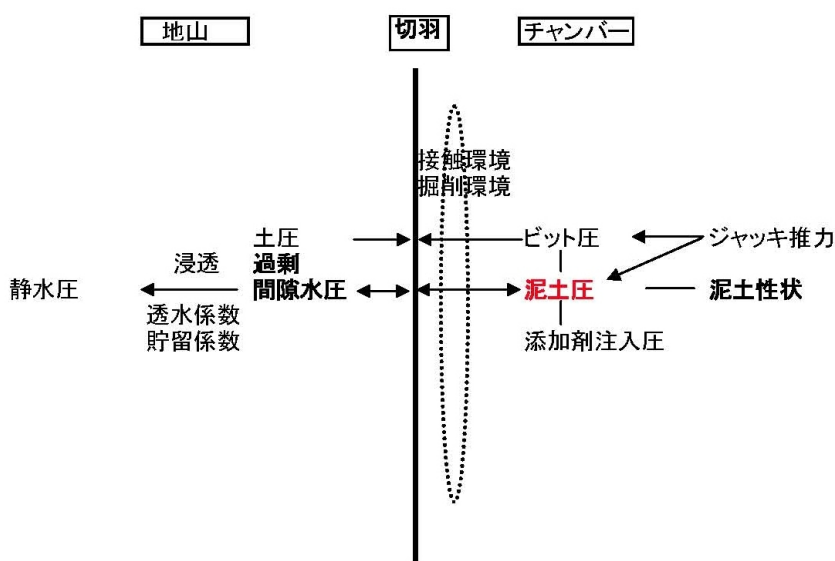 地山
切羽
チャンバー
接触環境
掘削環境
土圧
ビット圧
ジャッキ推力
浸透
過剰
静水圧
間隙水圧
泥土圧
泥土性状
透水係数
貯留係数
添加剤注入圧